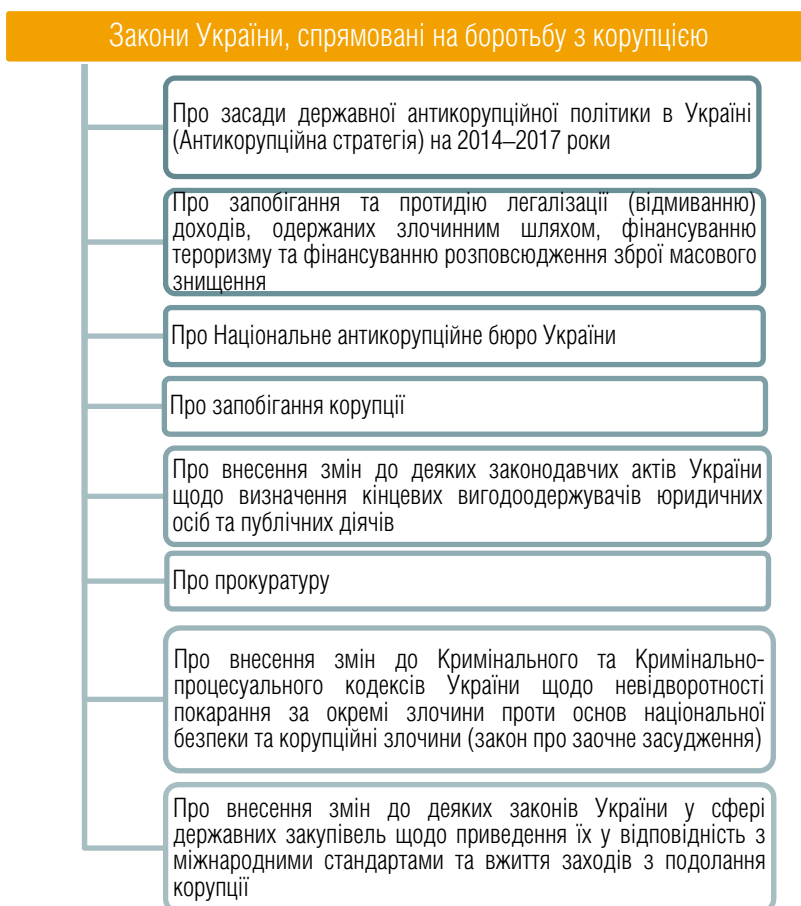 Закони України, спрямовані на боротьбу з корупцією
Про засади державної антикорупційної політики в Україні
(Антикорупційна стратегія) на 2014–2017 роки
Про запобігання та протидію легалізації (відмиванню)
доходів, одержаних злочинним шляхом, фінансуванню
тероризму та фінансуванню розповсюдження зброї масового
знищення
Про Національне антикорупційне бюро України
Про запобігання корупції
Про внесення змін до деяких законодавчих актів України
щодо визначення кінцевих вигодоодержувачів юридичних
осіб та публічних діячів
Про прокуратуру
Про внесення змін до Кримінального та Кримінально-
процесуального кодексів України щодо невідворотності
покарання за окремі злочини проти основ національної
безпеки та корупційні злочини (закон про заочне засудження)
Про внесення змін до деяких законів України у сфері
державних закупівель щодо приведення їх у відповідність з
міжнародними стандартами та вжиття заходів з подолання
корупції